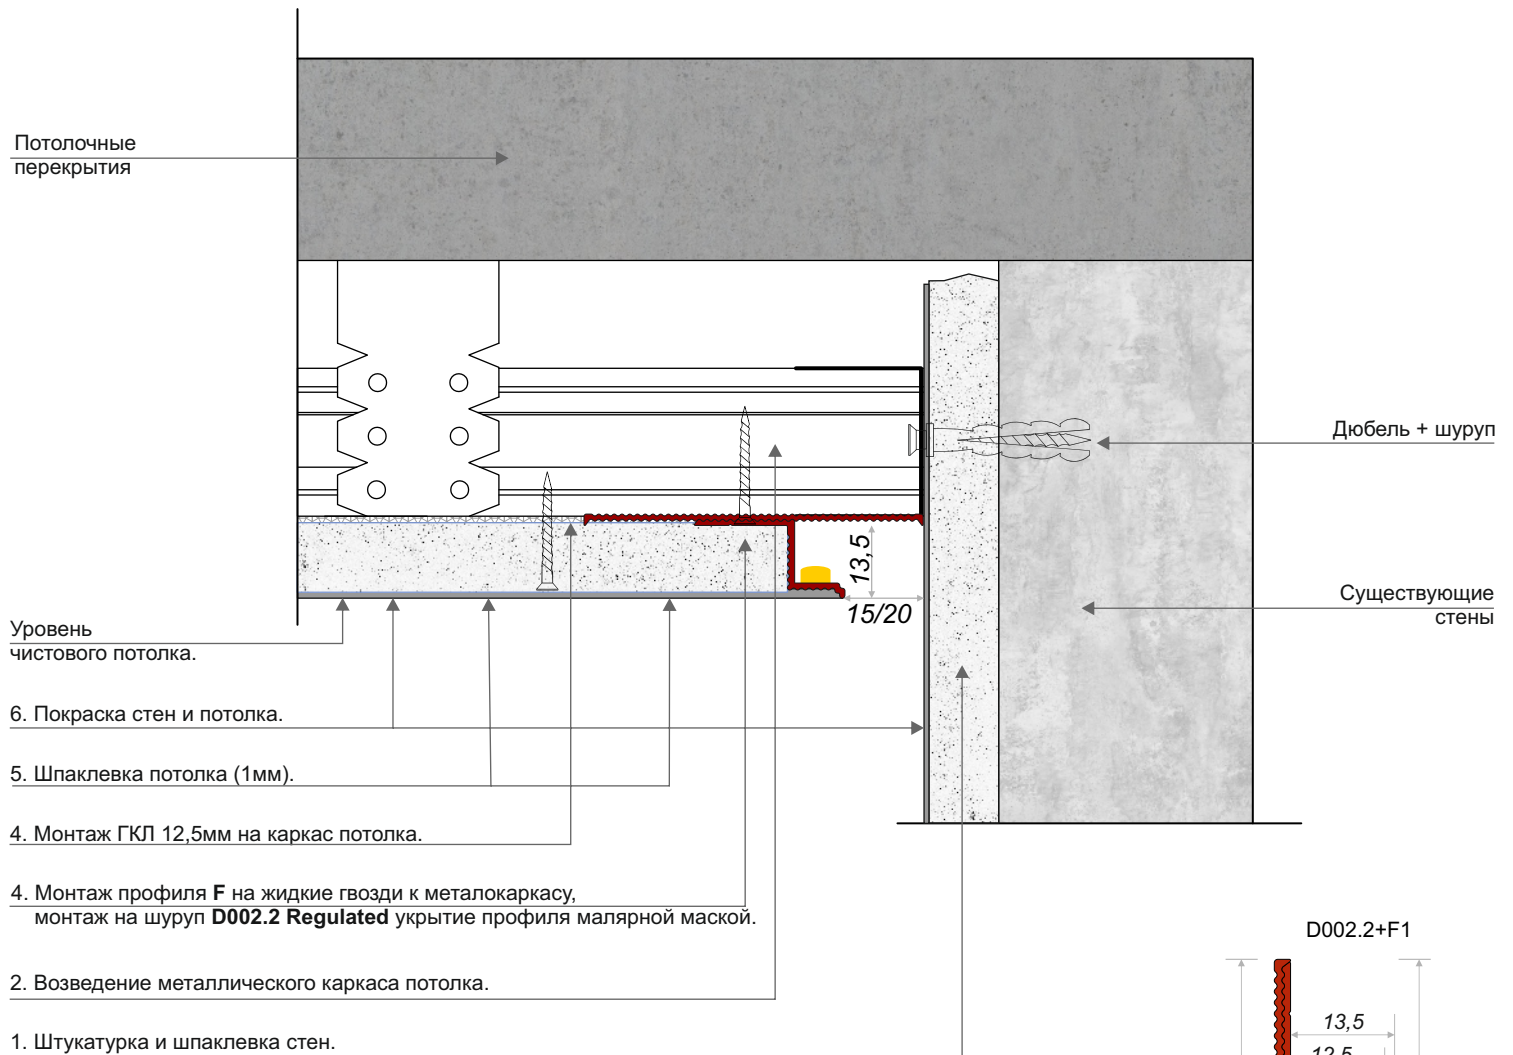 Потолочные
перекрытия
Дюбель + шуруп
13,5
15/20
Существующие
стены
Уровень
чистового потолка.
6. Покраска стен и потолка.
5. Шпаклевка потолка (1мм).
4. Монтаж ГКЛ 12,5мм на каркас потолка.
4. Монтаж профиля F на жидкие гвозди к металокаркасу,
монтаж на шуруп D002.2 Regulated укрытие профиля малярной маской.
2. Возведение металлического каркаса потолка.
1. Штукатурка и шпаклевка стен.
D002.2+F1
13,5
12,5